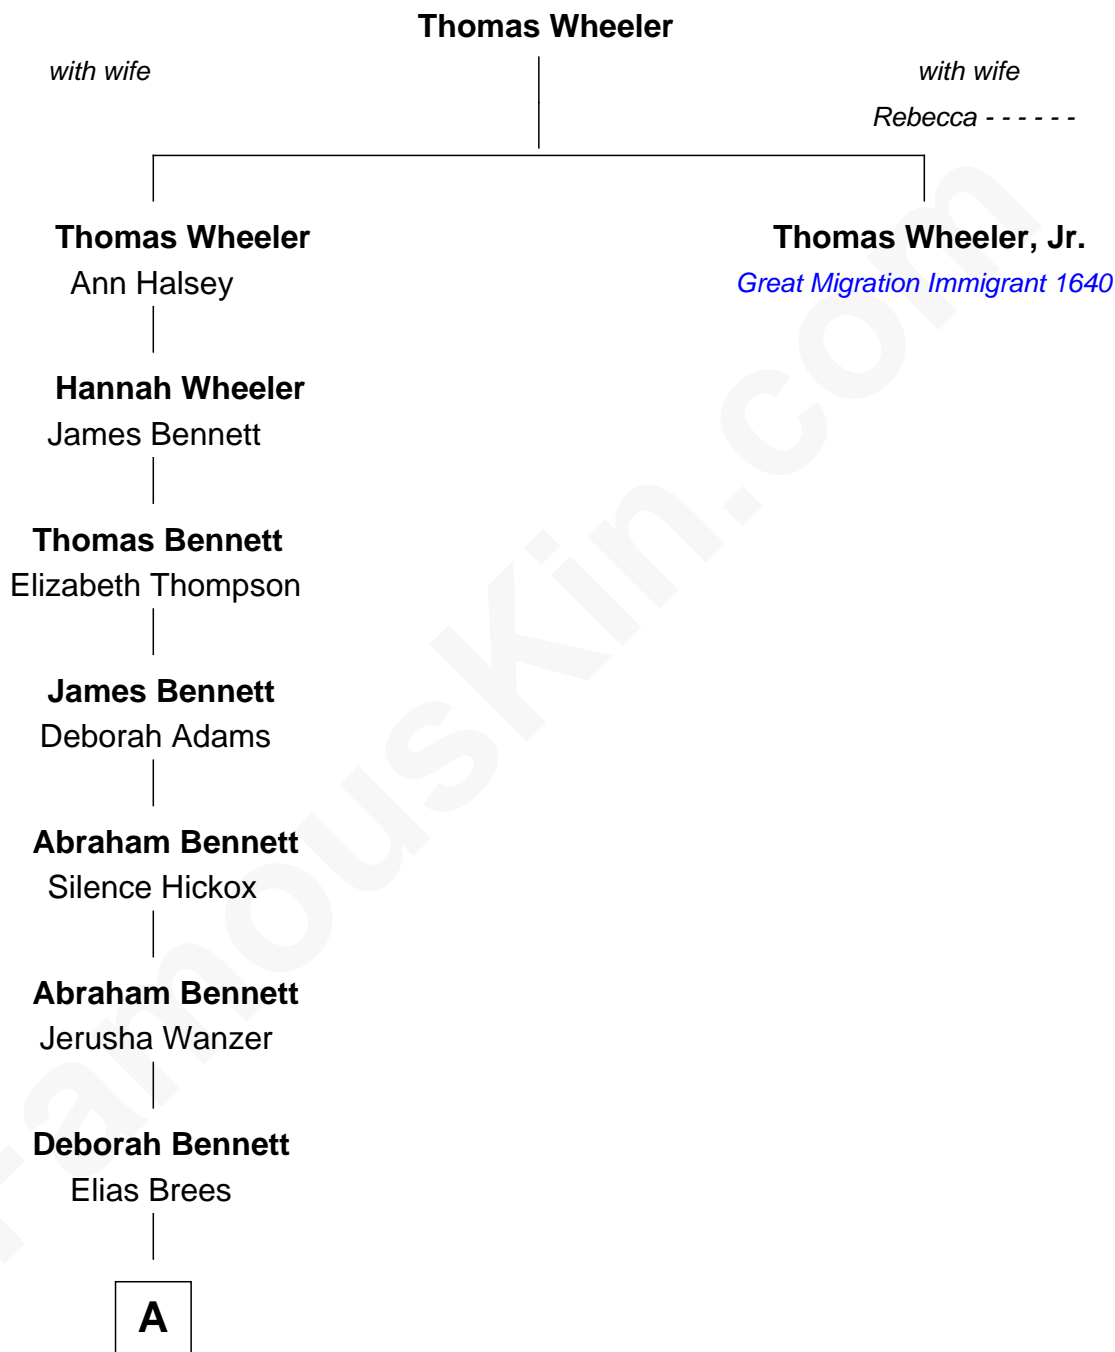 Thomas Wheeler
with wife
with wife
Rebecca - - - - - -
Thomas Wheeler
Thomas Wheeler, Jr.
Ann Halsey
Great Migration Immigrant 1640
Hannah Wheeler
James Bennett
Thomas Bennett
Elizabeth Thompson
James Bennett
Deborah Adams
Abraham Bennett
Silence Hickox
Abraham Bennett
Jerusha Wanzer
Deborah Bennett
Elias Brees
A
FamousKin.com